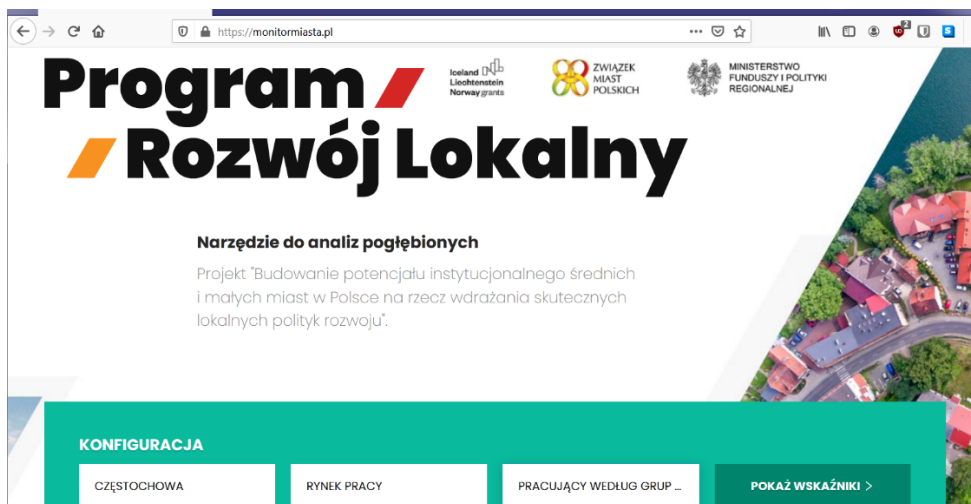 https://monitormiasta.pl
2
Program
Rozwój Lokalny
Iceland
Liechtenstein
Norway grants
ZWIĄZEK
MIAST
POLSKICH
MINISTERSTWO
FUNDUSZY I POLITYKI
REGIONALNEJ
Narzędzie do analiz pogłębionych
Projekt "Budowanie potencjału instytucjonalnego średnich
i małych miast w Polsce na rzecz wdrażania skutecznych
lokalnych polityk rozwoju".
KONFIGURACJA
CZĘSTOCHOWA
RYNEK PRACY
PRACUJĄCY WEDŁUG GRUP ...
POKAŻ WSKAŹNIKI >